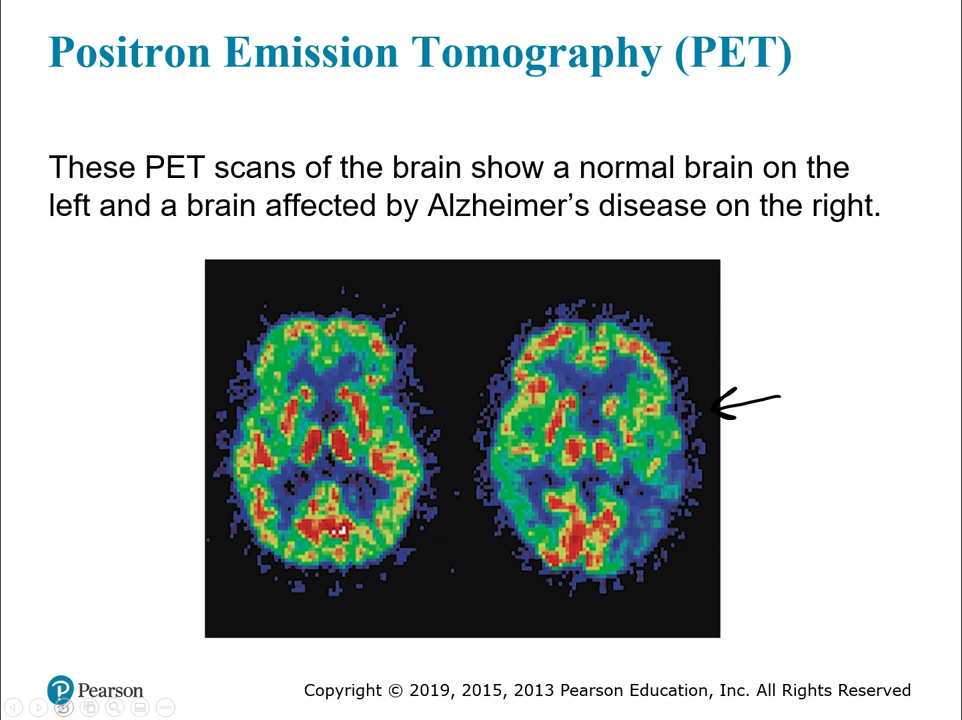 Positron Emission Tomography (PET)
These PET scans of the brain show a normal brain on the
left and a brain affected by Alzheimer’s disease on the right.
Pearson
Copyright © 2019, 2015, 2013 Pearson Education, Inc. All Rights Reserved